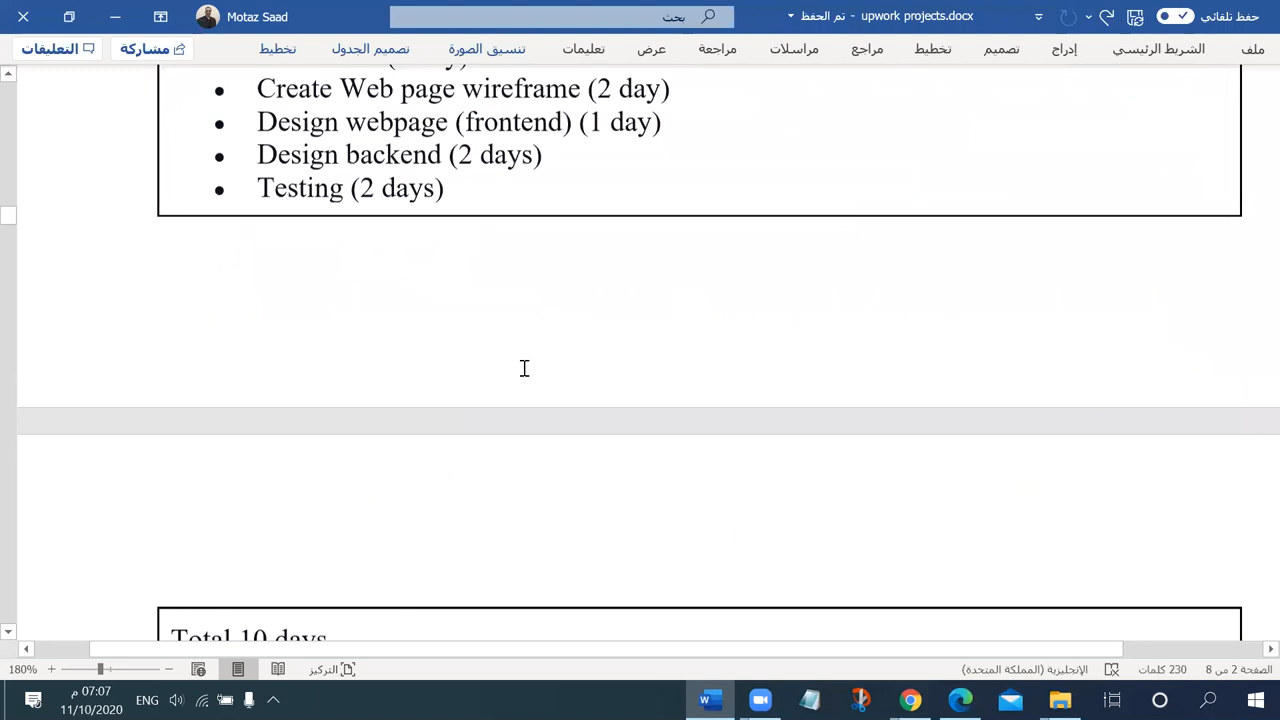 Motaz Saad
بحث
upwork projects.docx - تم الحفظ
حفظ تلقائي
ملف
الشريط الرئيسي
إدراج
تصميم
تخطيط
مراجع
مراسلات
مراجعة
عرض
تعليمات
تنسيق الصورة
تصميم الجدول
تخطيط
مشاركة
التعليقات
• Create Web page wireframe (2 day)
• Design webpage (frontend) (1 day)
• Design backend (2 days)
• Testing (2 days)
Total 10 days
الصفحة 2 من 8
230 كلمات
الإنجليزية (المملكة المتحدة)
التركيز
180%
07:07 م
11/10/2020
ENG